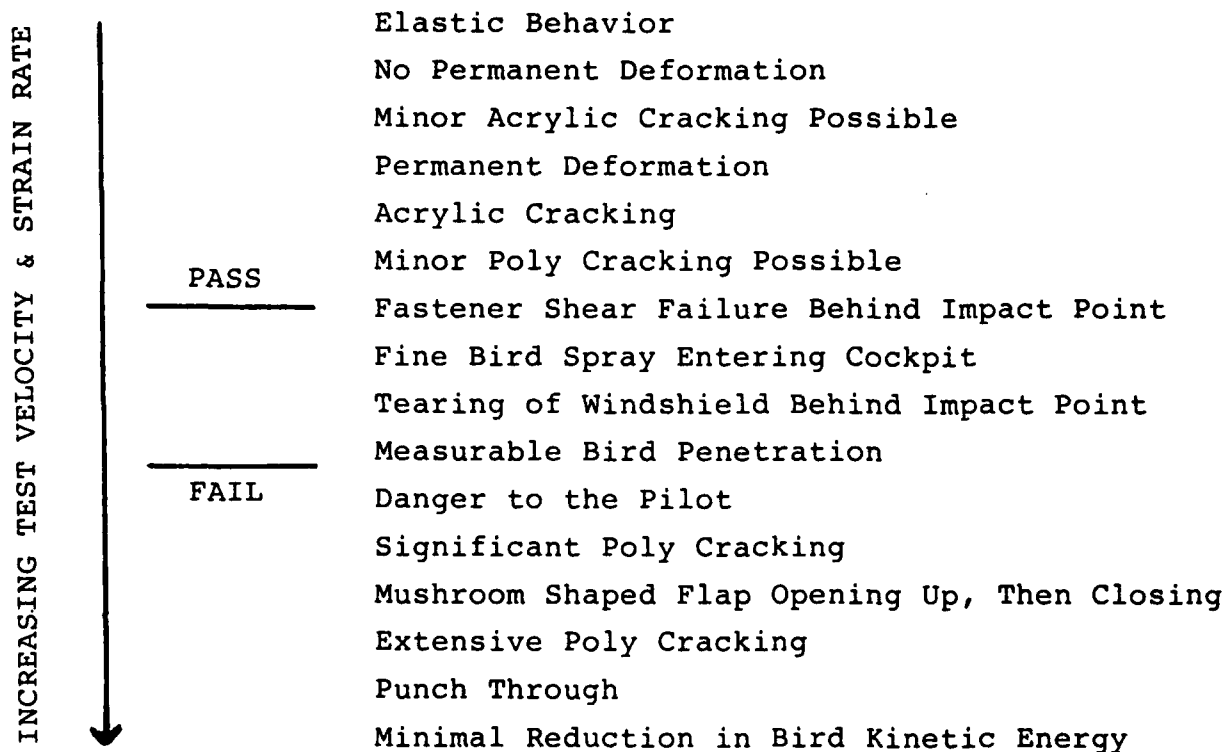 INCREASING TEST VELOCITY & STRAIN RATE
Elastic Behavior
No Permanent Deformation
Minor Acrylic Cracking Possible
Permanent Deformation
Acrylic Cracking
Minor Poly Cracking Possible
PASS
Fastener Shear Failure Behind Impact Point
Fine Bird Spray Entering Cockpit
Tearing of Windshield Behind Impact Point
Measurable Bird Penetration
FAIL
Danger to the Pilot
Significant Poly Cracking
Mushroom Shaped Flap Opening Up, Then Closing
Extensive Poly Cracking
Punch Through
Minimal Reduction in Bird Kinetic Energy